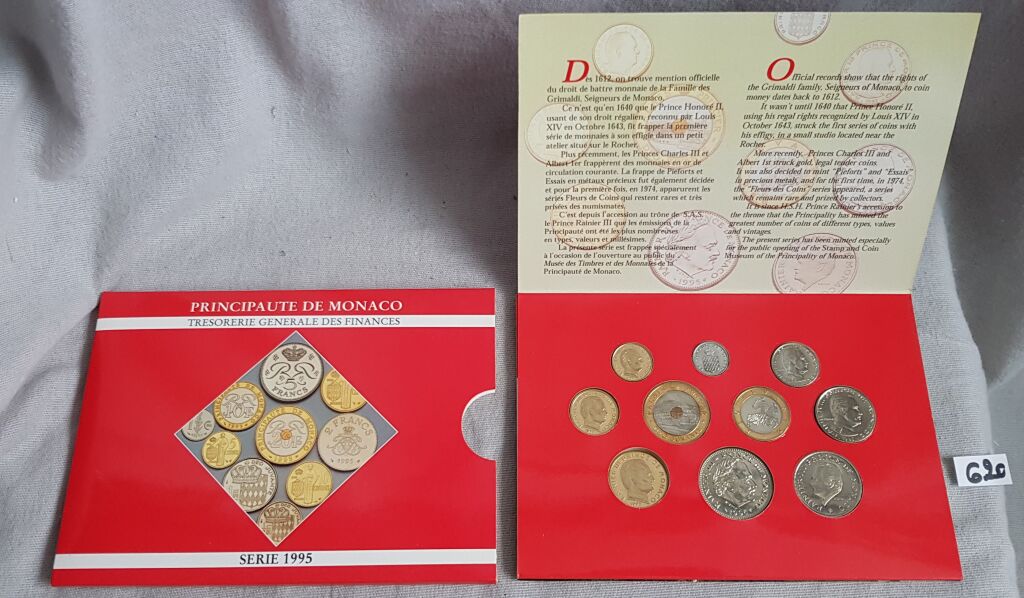 PRINCIPAUTE DE MONACO
TRESORERIE GENERALE DES FINANCES
5
FRANCS
PRINCIPAUTE DE MONACO
1995
2 FRANCS
1995
SERIE 1995
Dès 1612, on trouve mention officielle
du droit de battre monnaie de la Famille des
Grimaldi, Seigneurs de Monaco.
Ce n'est qu'en 1640 que le Prince Honoré II,
usant de son droit régalien, reconnu par Louis
XIV en Octobre 1643, fit frapper la première
série de monnaies à son effigie dans un petit
atelier situé sur le Rocher.
Plus récemment, les Princes Charles III et
Albert 1er frappèrent des monnaies en or de
circulation courante. La frappe de Pieforts et
Essais en métaux précieux fut également décidée
et pour la première fois, en 1974, apparurent les
séries Fleurs de Coins qui restent rares et très
prisées des numismates.
C'est depuis l'accession au trône de S.A.S.
le Prince Rainier III que les émissions de la
Principauté ont été les plus nombreuses
en types, valeurs et millésimes.
La présente série est frappée spécialement
à l'occasion de l'ouverture au public du
Musée des Timbres et des Monnaies de la
Principauté de Monaco.
Official records show that the rights of
the Grimaldi family, Seigneurs of Monaco, to coin
money dates back to 1612.
It wasn't until 1640 that Prince Honoré II,
using his regal rights recognized by Louis XIV in
October 1643, struck the first series of coins with
his effigy, in a small studio located near the
Rocher.
More recently, Princes Charles III and
Albert 1st struck gold, legal tender coins.
It was also decided to mint "Pieforts" and "Essais"
in precious metals, and for the first time, in 1974,
the "Fleurs des Coins" series appeared, a series
which remains rare and prized by collectors.
It is since H.S.H. Prince Rainier's accession to
the throne that the Principality has minted the
greatest number of coins of different types, values
and vintages.
The present series has been minted especially
for the public opening of the Stamp and Coin
Museum of the Principality of Monaco.
620